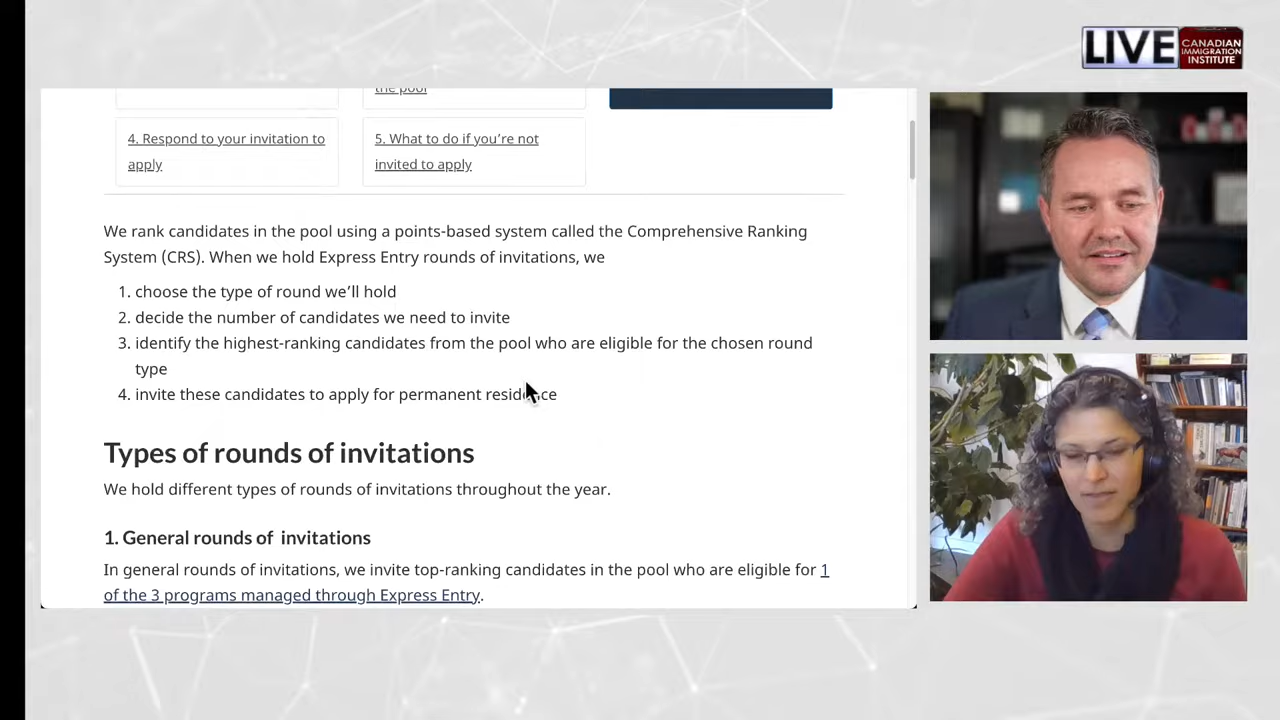 LIVE
CANADIAN
IMMIGRATION
INSTITUTE
the pool
4. Respond to your invitation to
apply
5. What to do if you’re not
invited to apply
We rank candidates in the pool using a points-based system called the Comprehensive Ranking
System (CRS). When we hold Express Entry rounds of invitations, we
1. choose the type of round we’ll hold
2. decide the number of candidates we need to invite
3. identify the highest-ranking candidates from the pool who are eligible for the chosen round
type
4. invite these candidates to apply for permanent residence
Types of rounds of invitations
We hold different types of rounds of invitations throughout the year.
1. General rounds of invitations
In general rounds of invitations, we invite top-ranking candidates in the pool who are eligible for 1
of the 3 programs managed through Express Entry.